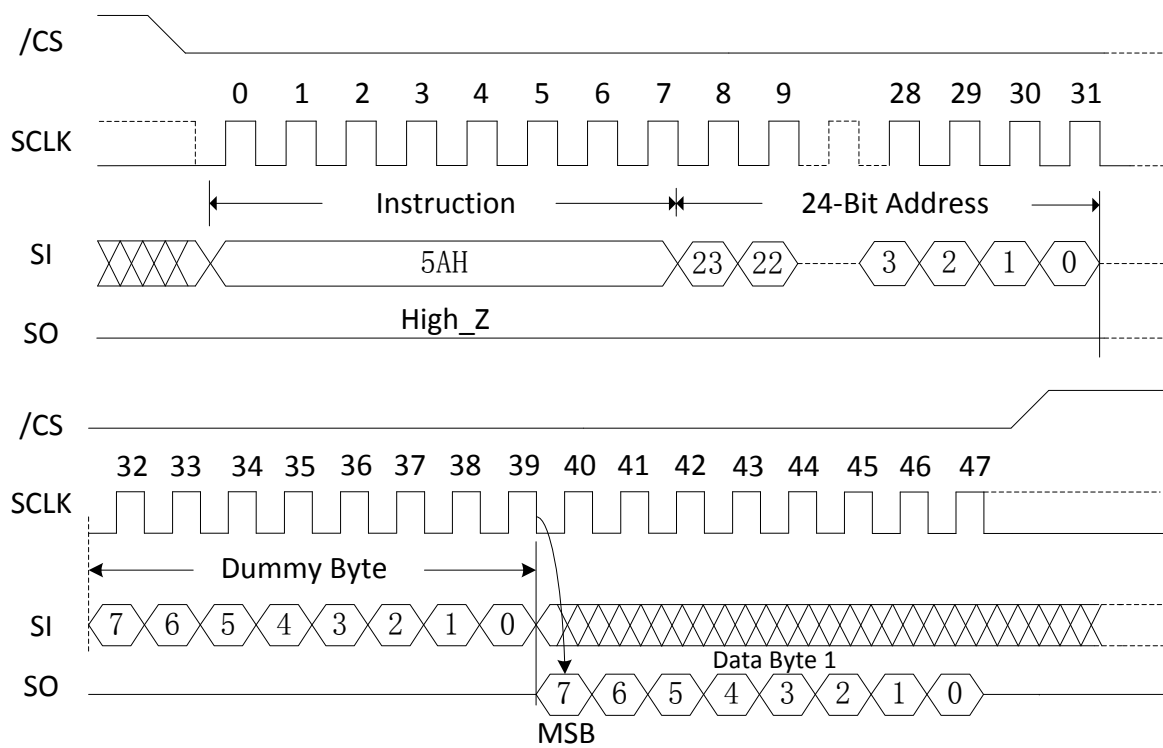 /CS
0 1 2 3 4 5 6 7 8 9 28 29 30 31
SCLK
Instruction 24-Bit Address
SI 5AH 23 22 3 2 1 0
High_Z
SO
/CS
32 33 34 35 36 37 38 39 40 41 42 43 44 45 46 47
SCLK
Dummy Byte
SI 7 6 5 4 3 2 1 0
Data Byte 1
SO 7 6 5 4 3 2 1 0
MSB